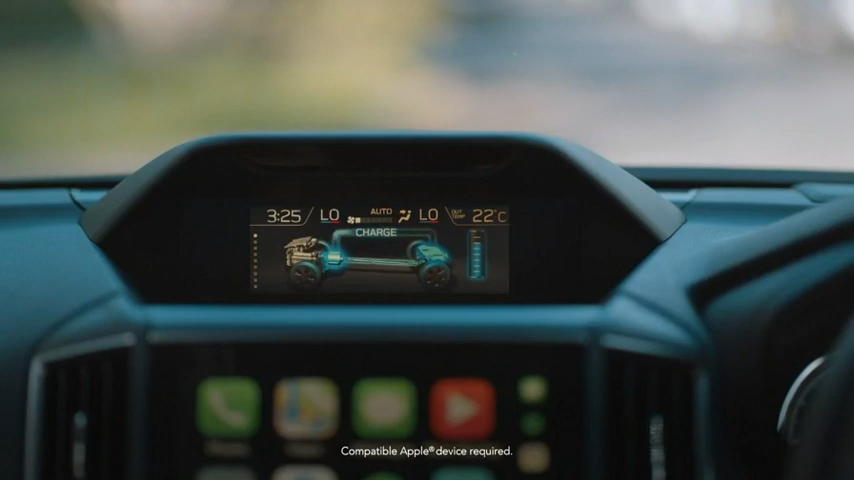 3:25 LO AUTO LO OUT TEMP 22°C
CHARGE
Compatible Apple® device required.